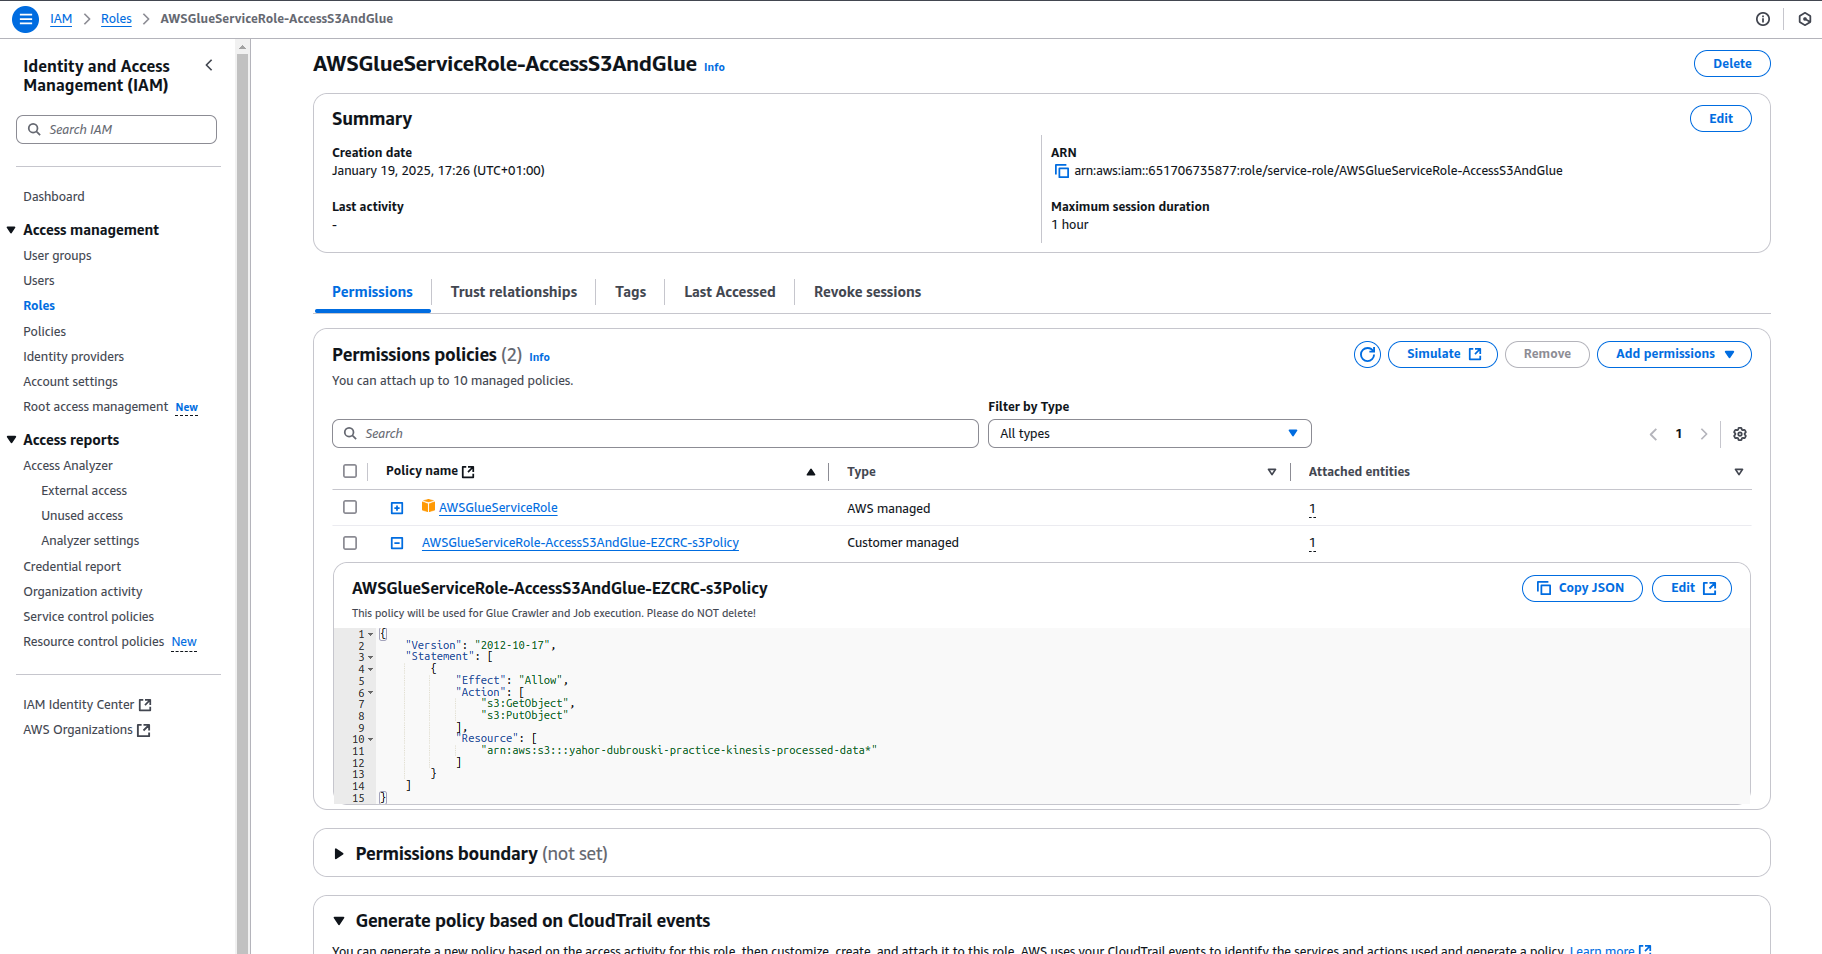 IAM > Roles > AWSGlueServiceRole-AccessS3AndGlue
Identity and Access
Management (IAM)
Search IAM
Dashboard
Access management
User groups
Users
Roles
Policies
Identity providers
Account settings
Root access management New
Access reports
Access Analyzer
External access
Unused access
Analyzer settings
Credential report
Organization activity
Service control policies
Resource control policies New
IAM Identity Center
AWS Organizations
AWSGlueServiceRole-AccessS3AndGlue Info
Delete
Summary
Edit
Creation date
January 19, 2025, 17:26 (UTC+01:00)
Last activity
-
ARN
arn:aws:iam::651706735877:role/service-role/AWSGlueServiceRole-AccessS3AndGlue
Maximum session duration
1 hour
Permissions Trust relationships Tags Last Accessed Revoke sessions
Permissions policies (2) Info
Simulate Remove Add permissions
You can attach up to 10 managed policies.
Filter by Type
Search All types 1
Policy name Type Attached entities
AWSGlueServiceRole AWS managed 1
AWSGlueServiceRole-AccessS3AndGlue-EZCRC-s3Policy Customer managed 1
AWSGlueServiceRole-AccessS3AndGlue-EZCRC-s3Policy
Copy JSON Edit
This policy will be used for Glue Crawler and Job execution. Please do NOT delete!
1 {
2 "Version": "2012-10-17",
3 "Statement": [
4 {
5 "Effect": "Allow",
6 "Action": [
7 "s3:GetObject",
8 "s3:PutObject"
9 ],
10 "Resource": [
11 "arn:aws:s3:::yahor-dubrouski-practice-kinesis-processed-data*"
12 ]
13 }
14 ]
15 }
Permissions boundary (not set)
Generate policy based on CloudTrail events
You can generate a new policy based on the access activity for this role, then customize, create, and attach it to this role. AWS uses your CloudTrail events to identify the services and actions used and generate a policy. Learn more